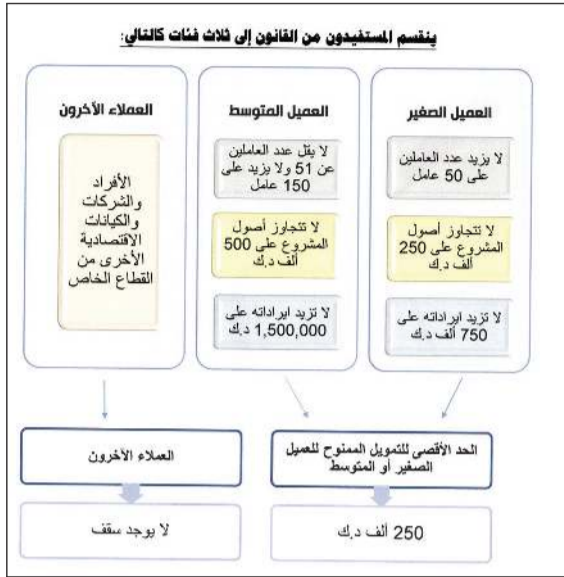 ينقسم المستفيدون من القانون إلى ثلاث فئات كالتالي:
العميل الصغير
لا يزيد عدد العاملين
على 50 عامل
لا تتجاوز أصول
المشروع على 250
ألف د.ك
لا تزيد ايراداته على
750 ألف د.ك
العميل المتوسط
لا يقل عدد العاملين
عن 51 ولا يزيد على
150 عامل
لا تتجاوز أصول
المشروع على 500
ألف د.ك
لا تزيد ايراداته على
1,500,000 د.ك
العملاء الأخرون
الأفراد
والشركات
والكيانات
الاقتصادية
الأخرى من
القطاع الخاص
الحد الأقصى للتمويل الممنوح للعميل
الصغير أو المتوسط
250 ألف د.ك
العملاء الآخرون
لا يوجد سقف